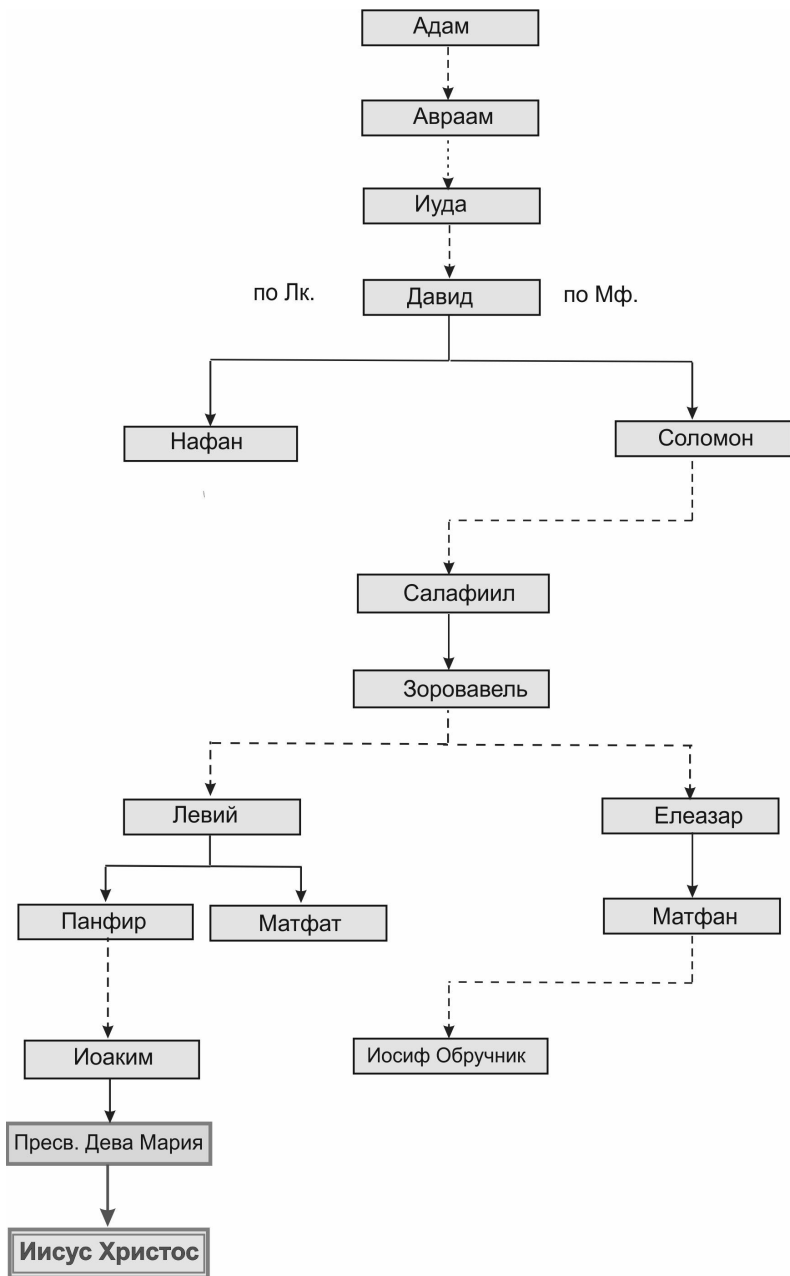 Адам
Авраам
Иуда
по Лк.
Давид
по Мф.
Нафан
Соломон
Салафиил
Зоровавель
Левий
Елеазар
Панфир
Матфат
Матфан
Иоаким
Иосиф Обручник
Пресв. Дева Мария
Иисус Христос